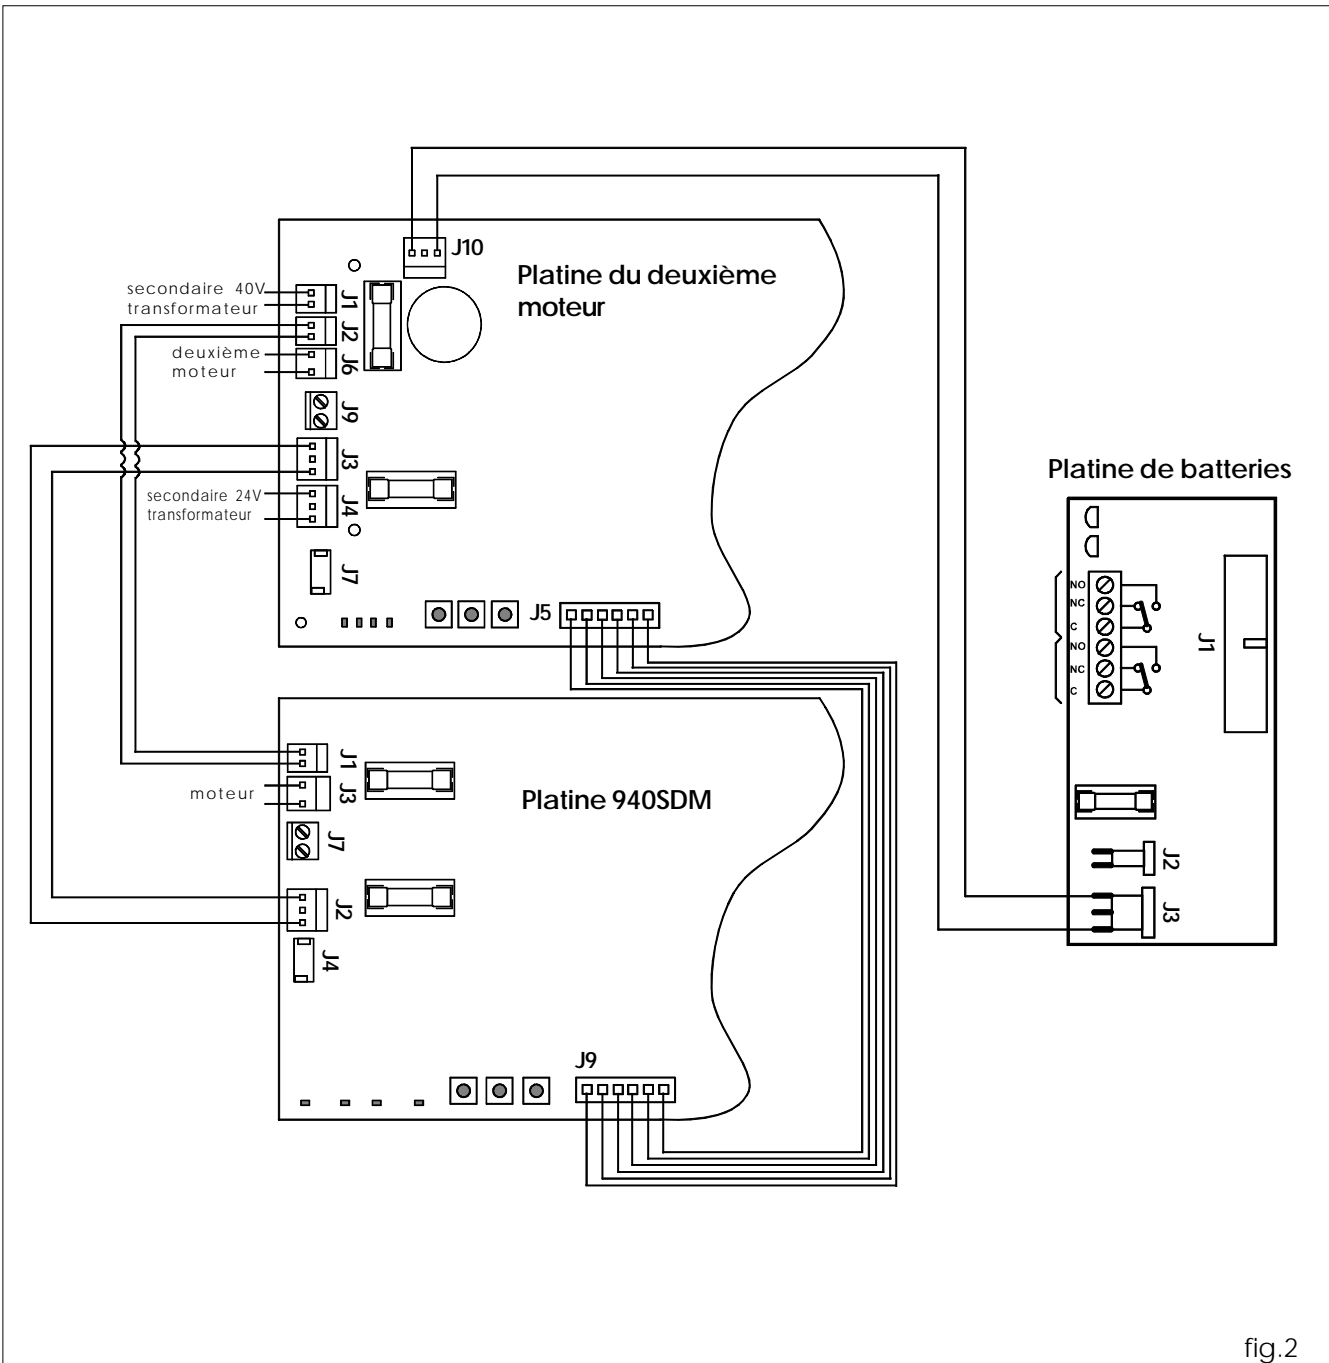 J10
Platine du deuxième
moteur
secondaire 40V
transformateur
J1
J2
deuxième
moteur
J6
J9
J3
secondaire 24V
transformateur
J4
J7
J5
Platine de batteries
NO
NC
C
NO
NC
C
J1
J2
J3
J1
moteur
J3
Platine 940SDM
J7
J2
J4
J9
fig.2